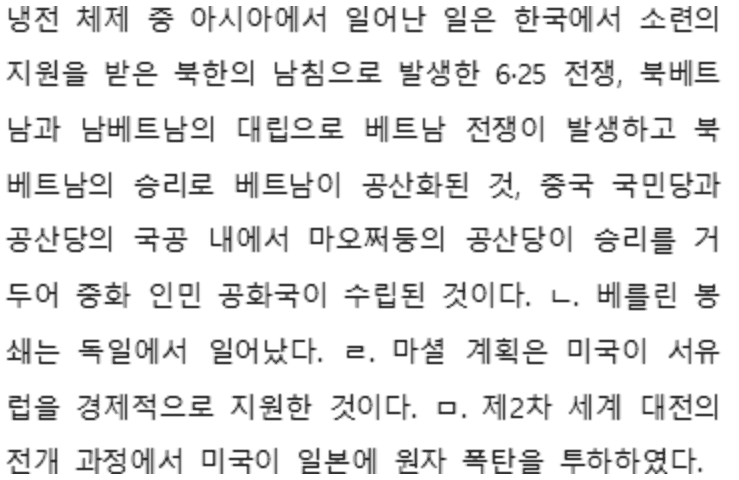 냉전 체제 중 아시아에서 일어난 일은 한국에서 소련의
지원을 받은 북한의 남침으로 발생한 6·25 전쟁, 북베트
남과 남베트남의 대립으로 베트남 전쟁이 발생하고 북
베트남의 승리로 베트남이 공산화된 것, 중국 국민당과
공산당의 국공 내에서 마오쩌둥의 공산당이 승리를 거
두어 중화 인민 공화국이 수립된 것이다. ㄴ. 베를린 봉
쇄는 독일에서 일어났다. ㄹ. 마셜 계획은 미국이 서유
럽을 경제적으로 지원한 것이다. ㅁ. 제2차 세계 대전의
전개 과정에서 미국이 일본에 원자 폭탄을 투하하였다.